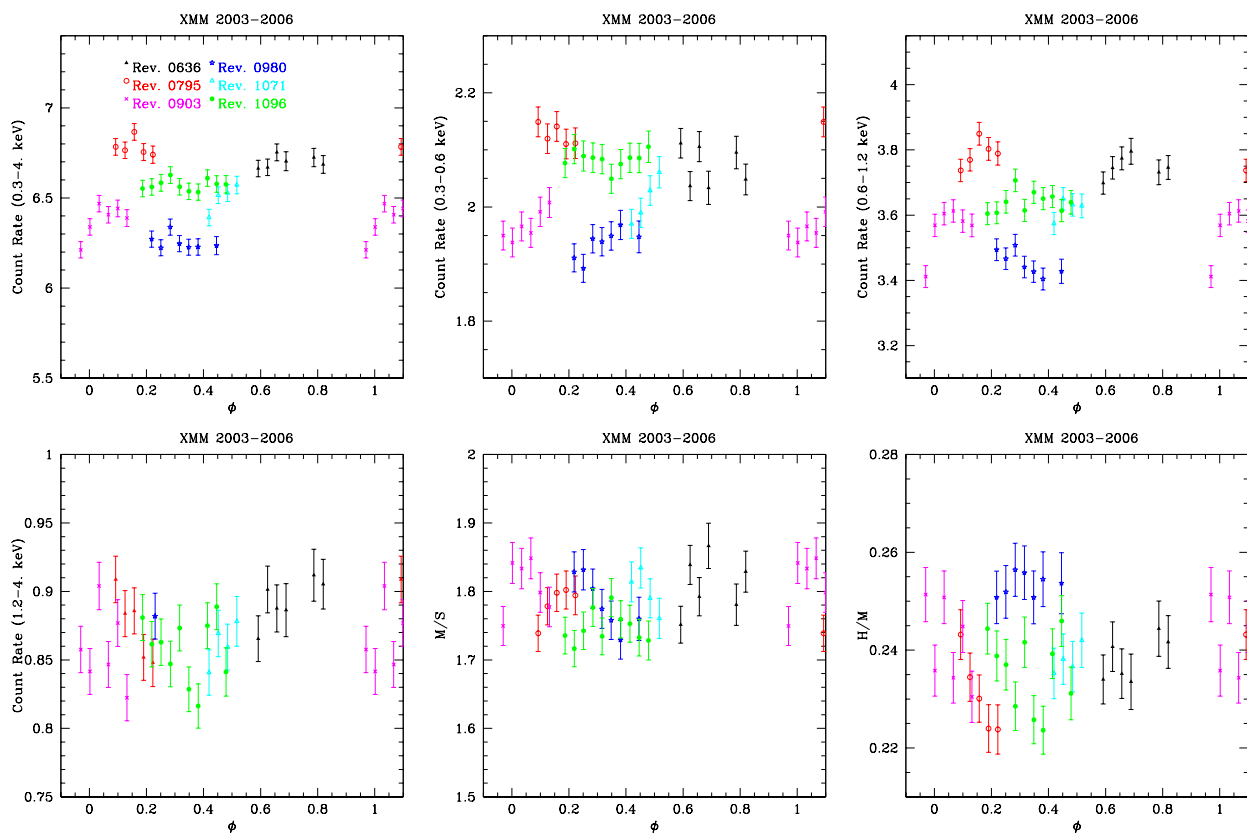 XMM 2003-2006
XMM 2003-2006
XMM 2003-2006
Count Rate (0.3-4. keV)
7
6.5
6
5.5
Rev. 0636
Rev. 0980
Rev. 0795
Rev. 1071
Rev. 0903
Rev. 1096
0 0.2 0.4 0.6 0.8 1
ϕ
Count Rate (0.3-0.6 keV)
2.2
2
1.8
0 0.2 0.4 0.6 0.8 1
ϕ
Count Rate (0.6-1.2 keV)
4
3.8
3.6
3.4
3.2
0 0.2 0.4 0.6 0.8 1
ϕ
XMM 2003-2006
XMM 2003-2006
XMM 2003-2006
Count Rate (1.2-4. keV)
1
0.95
0.9
0.85
0.8
0.75
0 0.2 0.4 0.6 0.8 1
ϕ
M/S
2
1.9
1.8
1.7
1.6
1.5
0 0.2 0.4 0.6 0.8 1
ϕ
H/M
0.28
0.26
0.24
0.22
0 0.2 0.4 0.6 0.8 1
ϕ